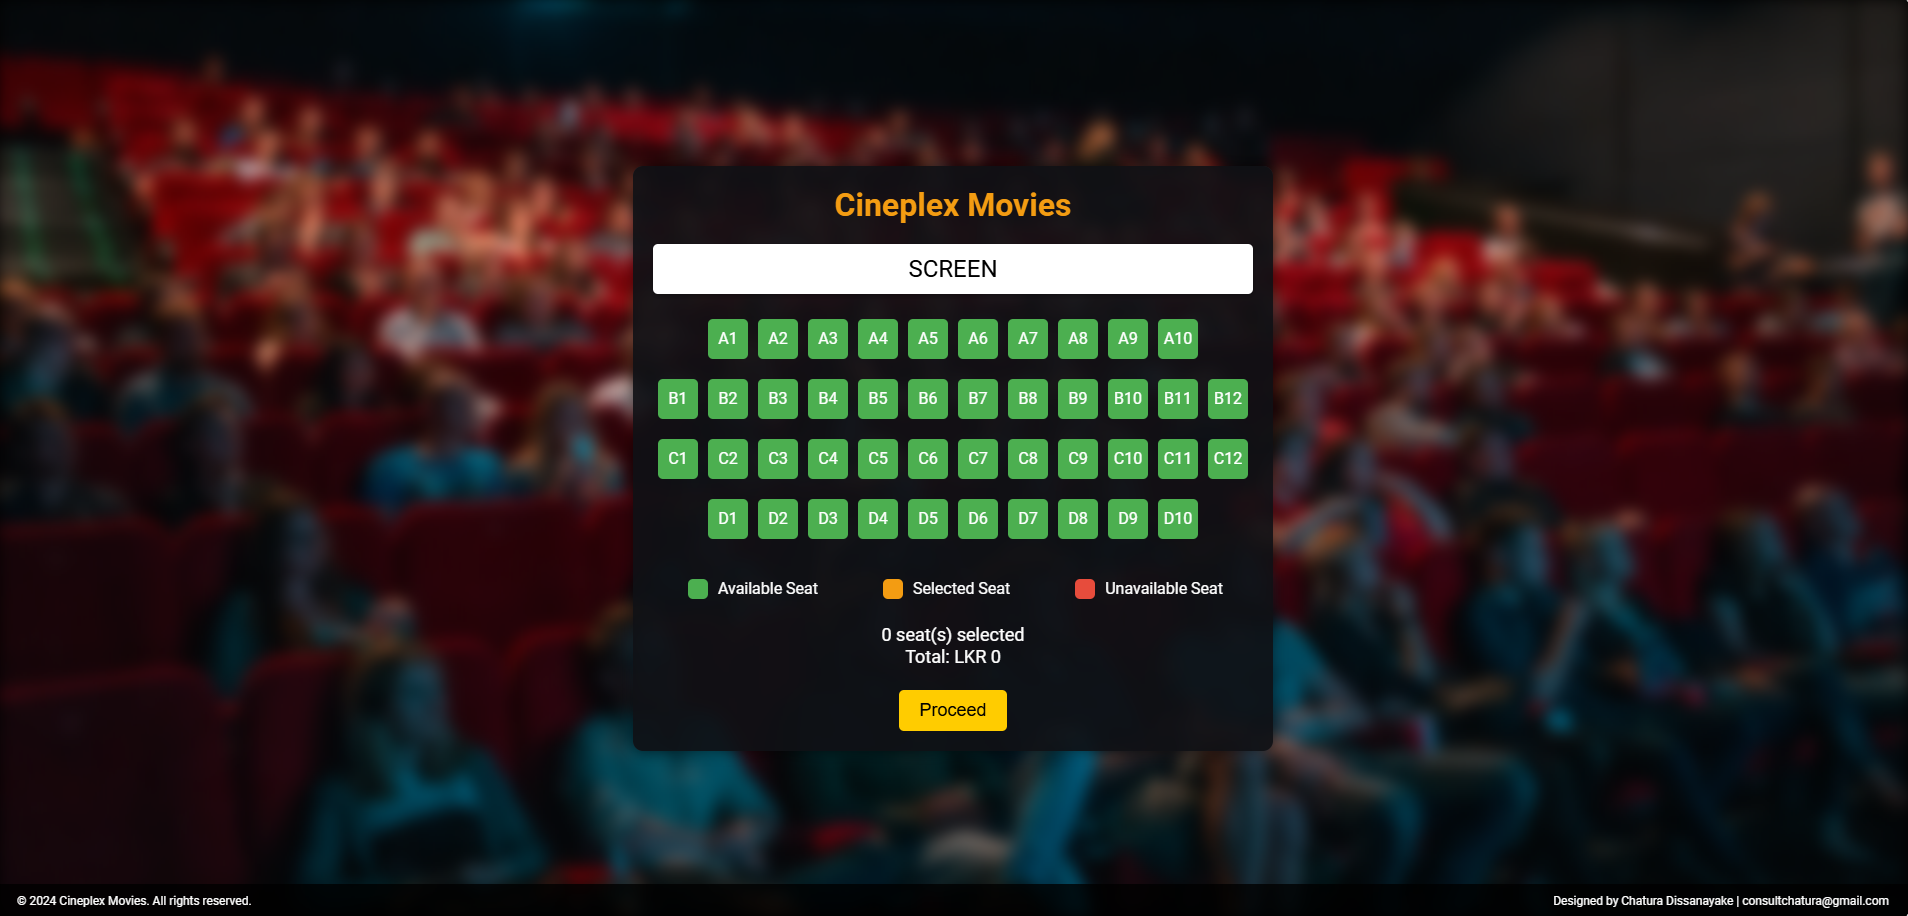 Cineplex Movies
SCREEN
A1 A2 A3 A4 A5 A6 A7 A8 A9 A10
B1 B2 B3 B4 B5 B6 B7 B8 B9 B10 B11 B12
C1 C2 C3 C4 C5 C6 C7 C8 C9 C10 C11 C12
D1 D2 D3 D4 D5 D6 D7 D8 D9 D10
Available Seat Selected Seat Unavailable Seat
0 seat(s) selected
Total: LKR 0
Proceed
© 2024 Cineplex Movies. All rights reserved. Designed by Chatura Dissanayake | consultchatura@gmail.com